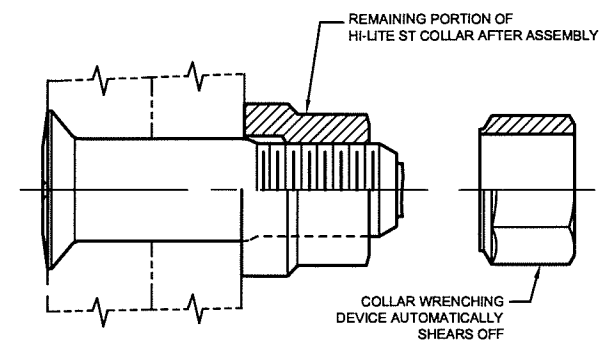 REMAINING PORTION OF
HI-LITE ST COLLAR AFTER ASSEMBLY
COLLAR WRENCHING
DEVICE AUTOMATICALLY
SHEARS OFF